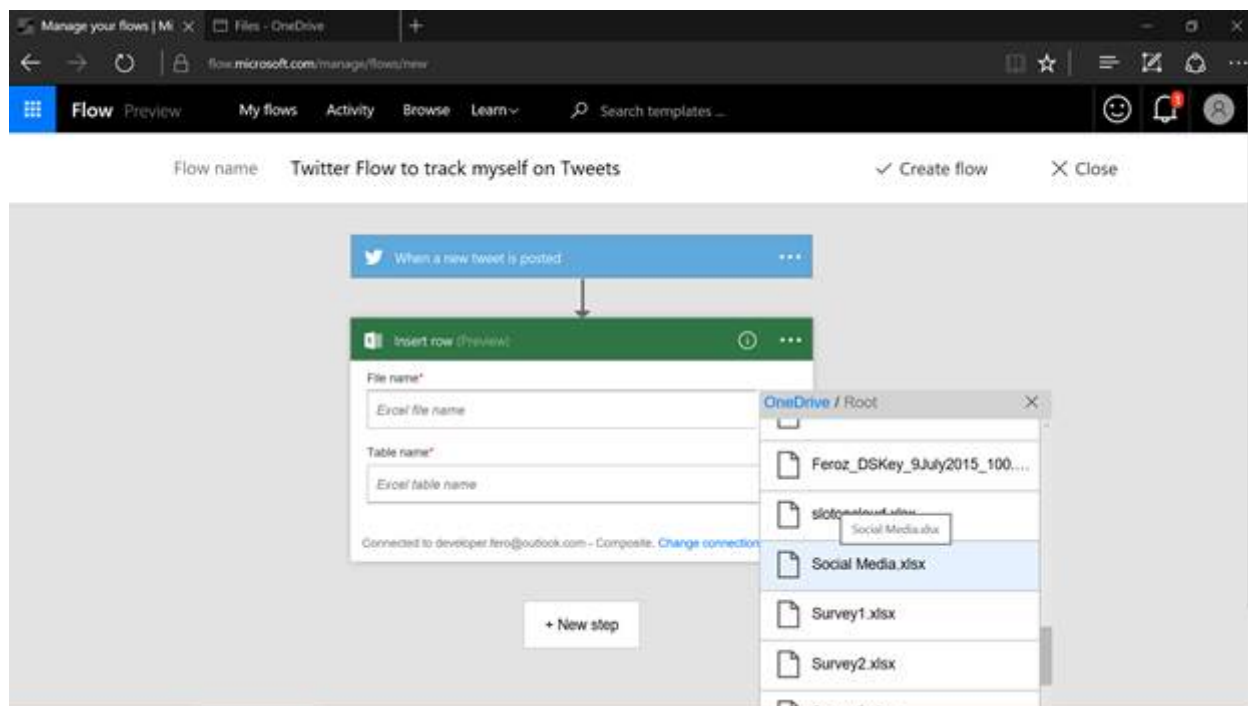 Manage your flows | Mi
Files - OneDrive
flow.microsoft.com/manage/flows/new
Flow Preview My flows Activity Browse Learn Search templates ...
Flow name Twitter Flow to track myself on Tweets Create flow Close
When a new tweet is posted
Insert row (Preview)
File name*
Excel file name
Table name*
Excel table name
Connected to developer.fero@outlook.com - Composite. Change connection
+ New step
OneDrive / Root
Feroz_DSKey_9July2015_100....
Social Media.xlsx
Social Media.xlsx
Survey1.xlsx
Survey2.xlsx